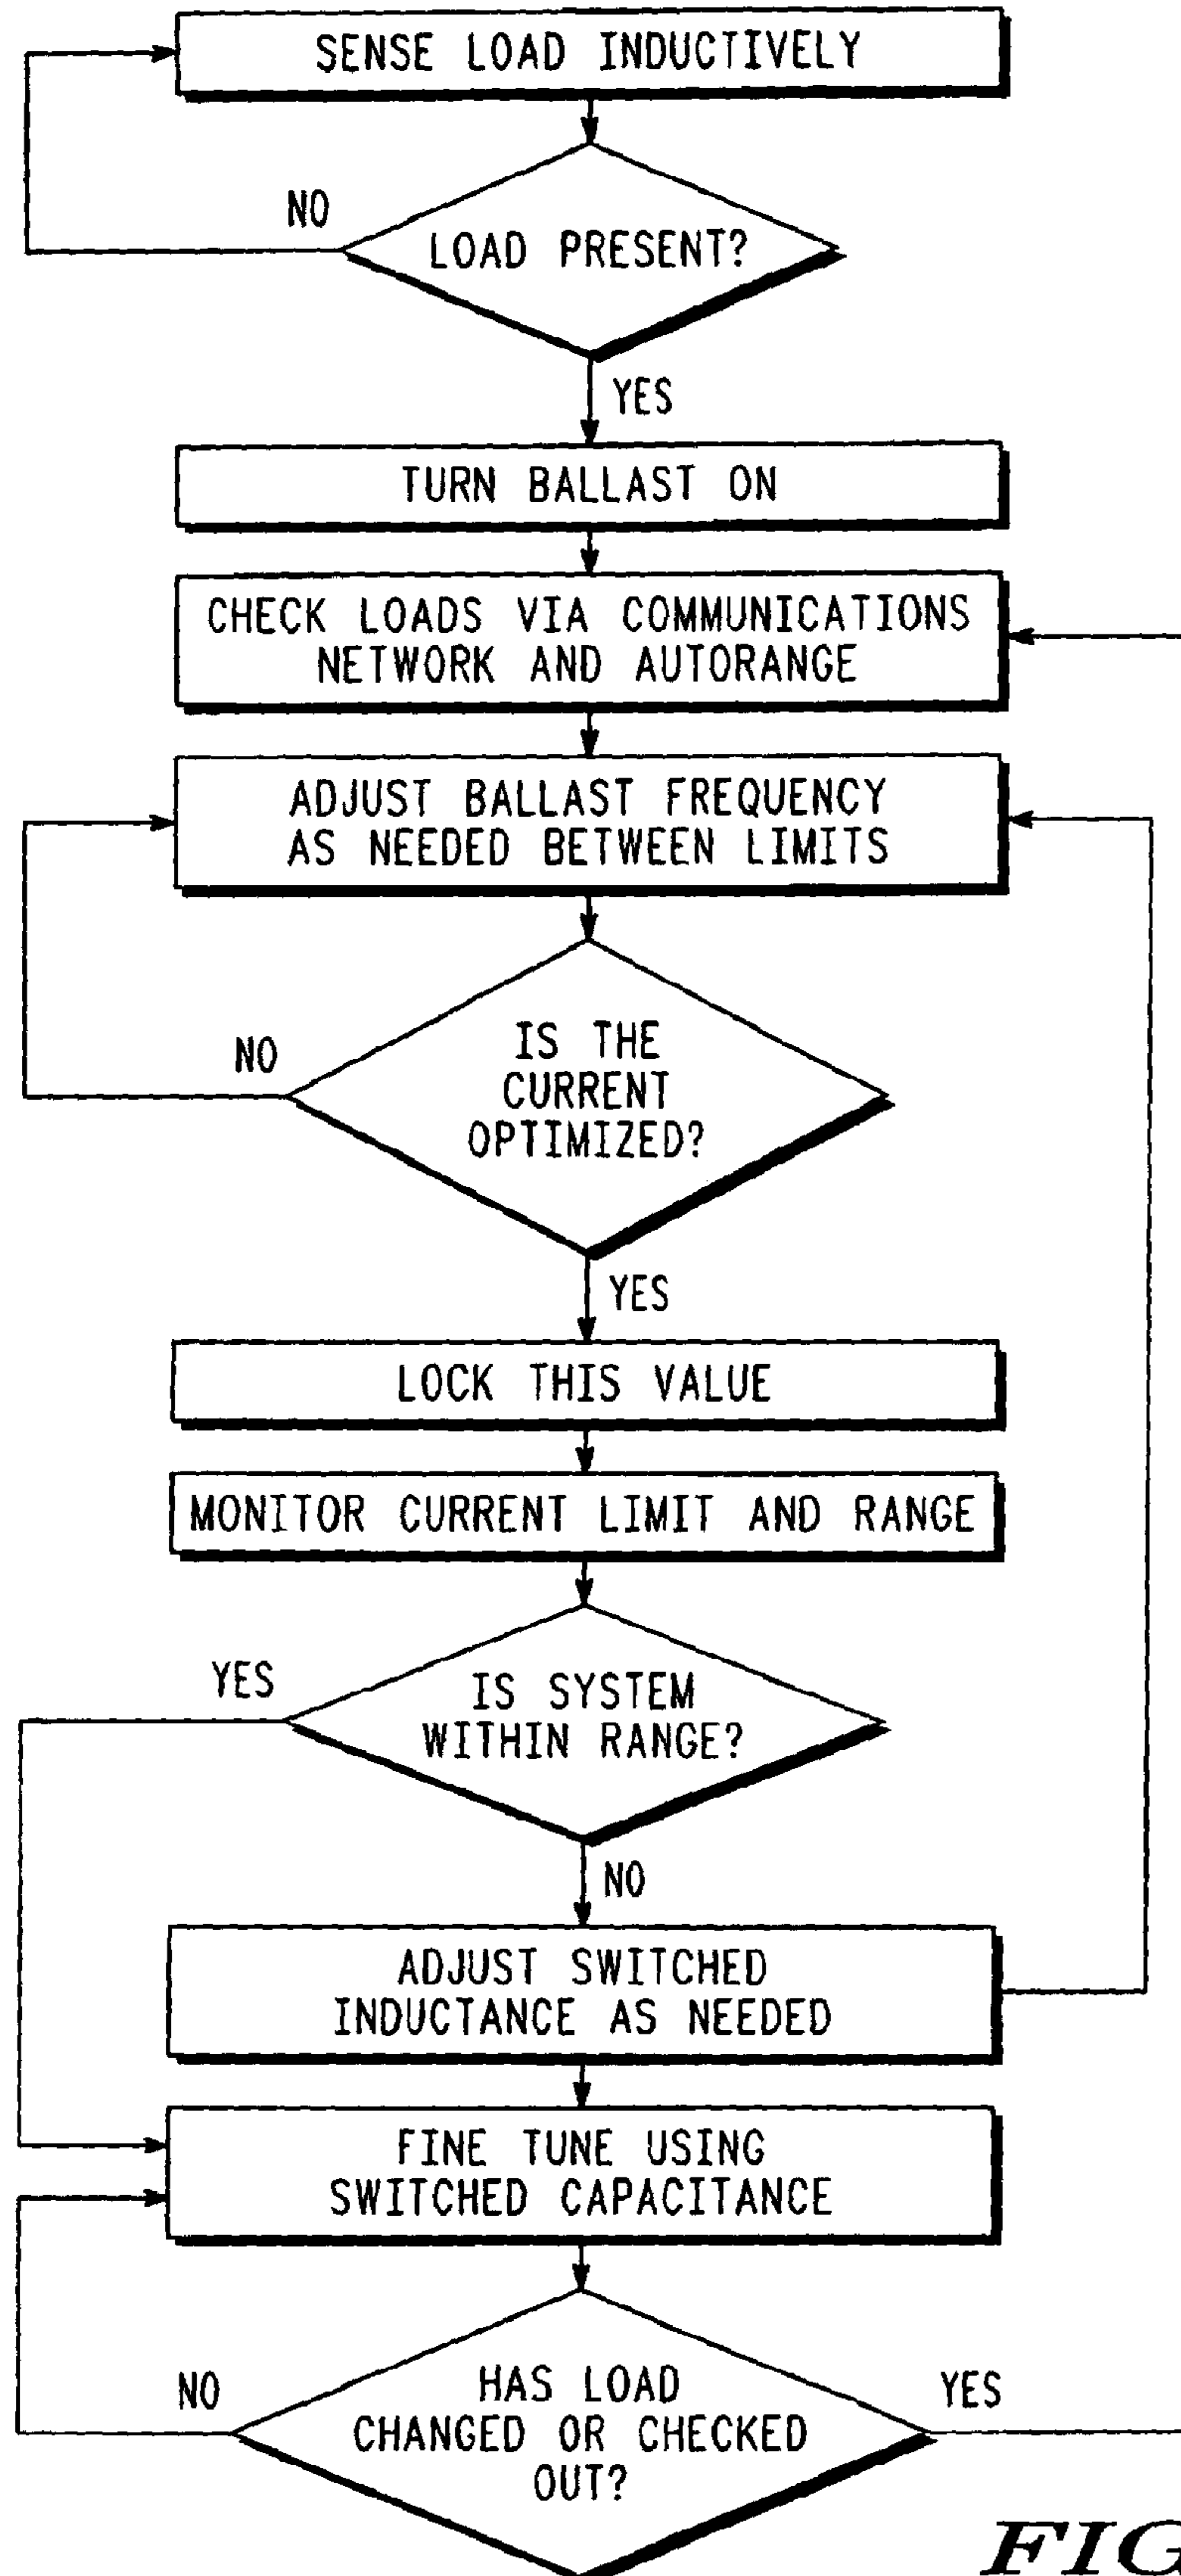 SENSE LOAD INDUCTIVELY
NO
LOAD PRESENT?
YES
TURN BALLAST ON
CHECK LOADS VIA COMMUNICATIONS
NETWORK AND AUTORANGE
ADJUST BALLAST FREQUENCY
AS NEEDED BETWEEN LIMITS
NO
IS THE
CURRENT
OPTIMIZED?
YES
LOCK THIS VALUE
MONITOR CURRENT LIMIT AND RANGE
YES
IS SYSTEM
WITHIN RANGE?
NO
ADJUST SWITCHED
INDUCTANCE AS NEEDED
FINE TUNE USING
SWITCHED CAPACITANCE
NO
HAS LOAD
CHANGED OR CHECKED
OUT?
YES
FIG